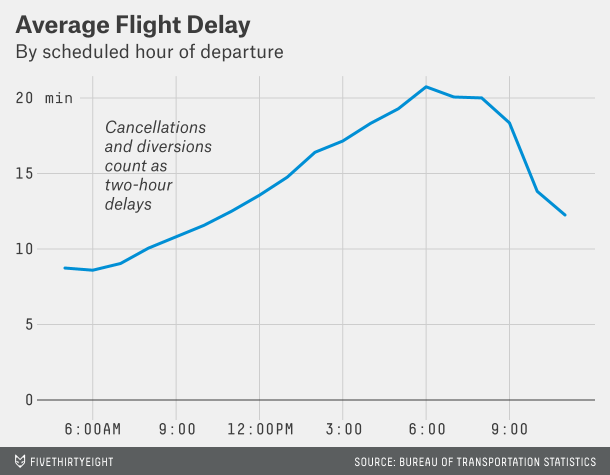 Average Flight Delay
By scheduled hour of departure
20 min
Cancellations
and diversions
count as
two-hour
delays
15
10
5
0
6:00AM 9:00 12:00PM 3:00 6:00 9:00
FIVETHIRTYEIGHT SOURCE: BUREAU OF TRANSPORTATION STATISTICS